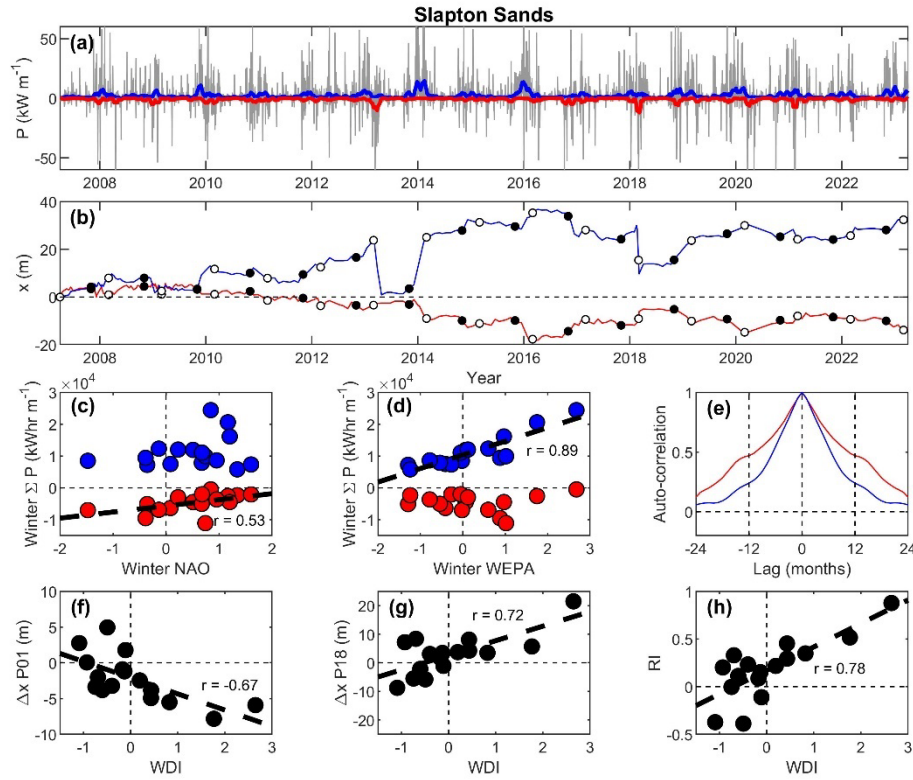 Slapton Sands
(a)
P (kW m⁻¹)
50
0
-50
2008 2010 2012 2014 2016 2018 2020 2022
(b)
x (m)
40
20
0
-20
2008 2010 2012 2014 2016 2018 2020 2022
Year
×10⁴
(c)
Winter Σ P (kWhr m⁻¹)
3
2
1
0
-1
r = 0.53
-2 -1 0 1 2
Winter NAO
×10⁴
(d)
Winter Σ P (kWhr m⁻¹)
3
2
1
0
-1
r = 0.89
-2 -1 0 1 2 3
Winter WEPA
(e)
Auto-correlation
1
0.5
0
-24 -12 0 12 24
Lag (months)
(f)
Δx P01 (m)
10
5
0
-5
-10
r = -0.67
-1 0 1 2 3
WDI
(g)
Δx P18 (m)
20
10
0
-10
-20
r = 0.72
-1 0 1 2 3
WDI
(h)
RI
1
0.5
0
-0.5
r = 0.78
-1 0 1 2 3
WDI